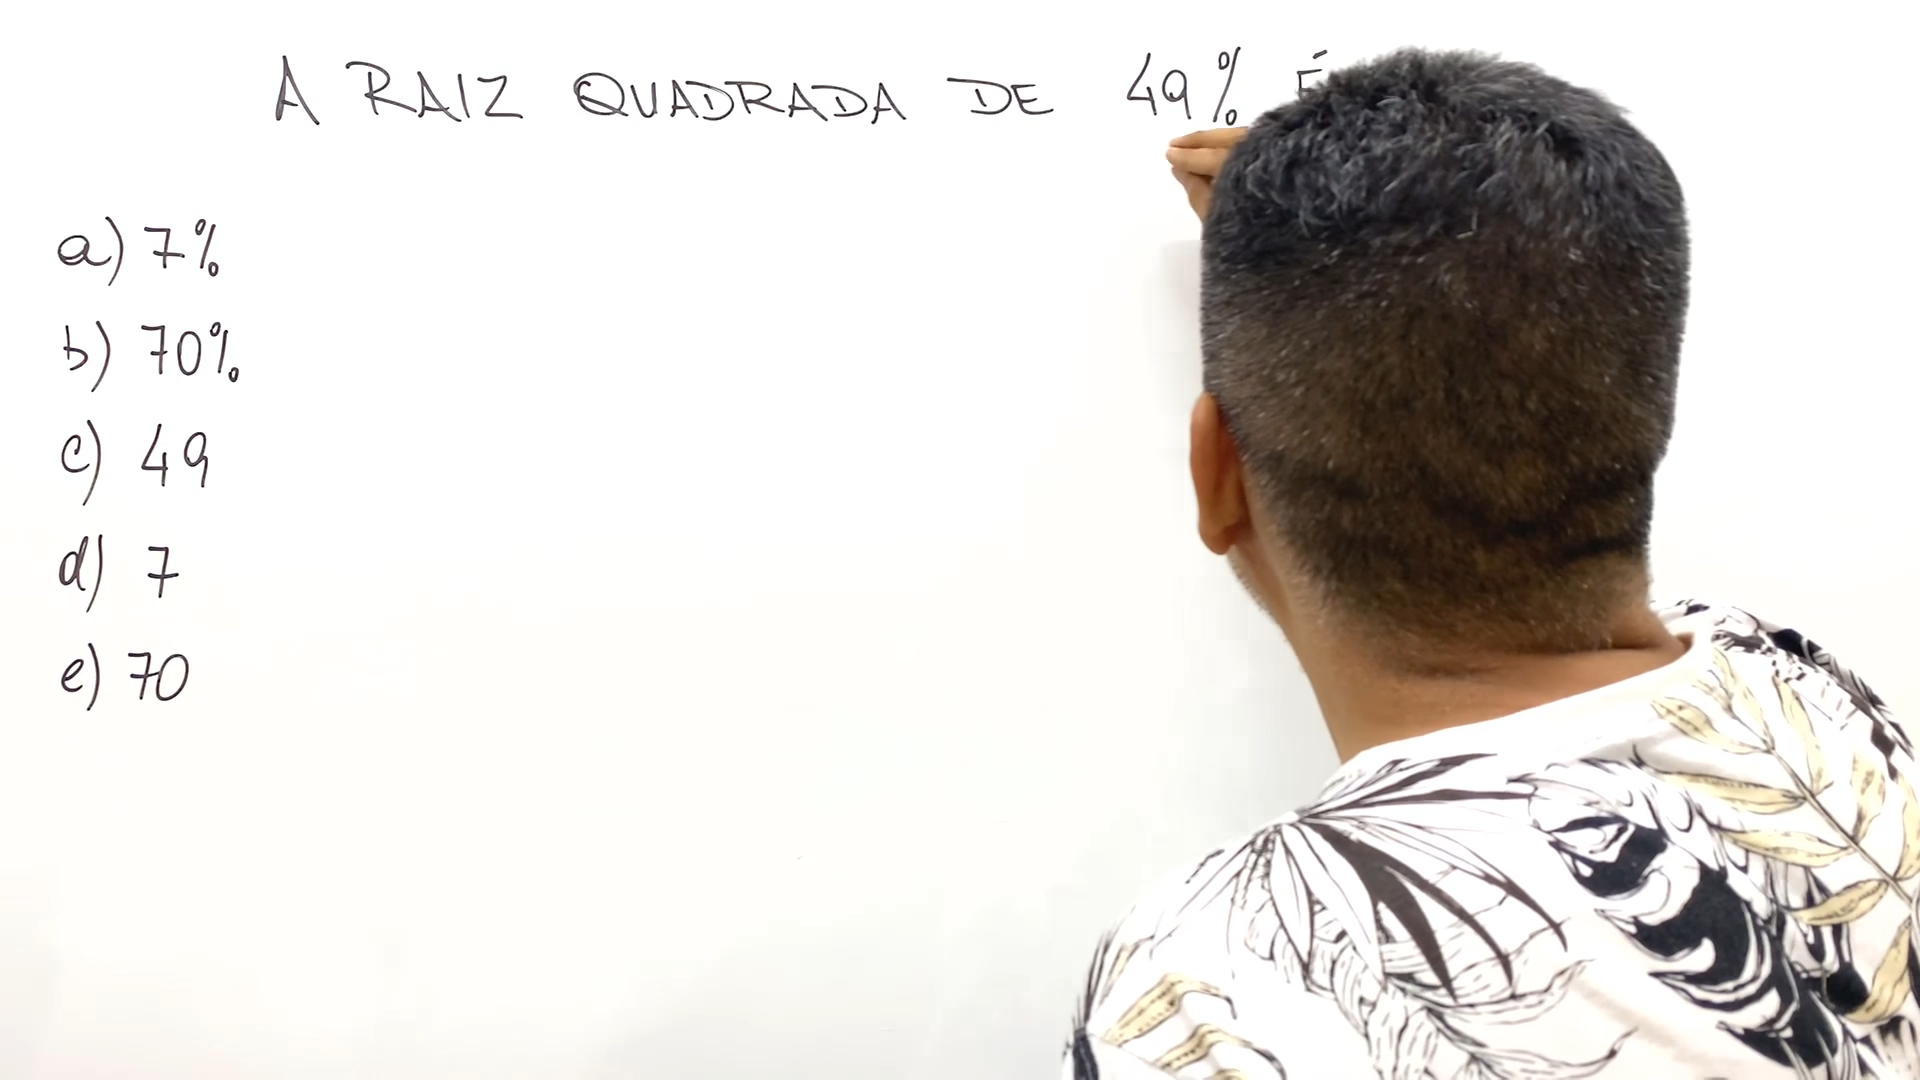 A RAIZ QUADRADA DE 49% É
a) 7%
b) 70%
c) 49
d) 7
e) 70